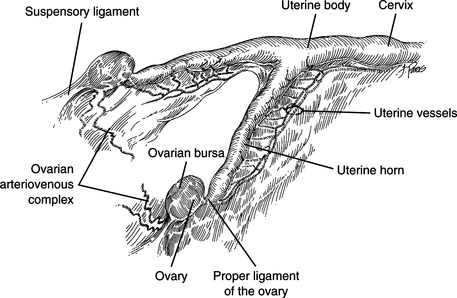 Suspensory ligament
Uterine body
Cervix
Uterine vessels
Ovarian bursa
Ovarian
arteriovenous
complex
Uterine horn
Ovary
Proper ligament
of the ovary